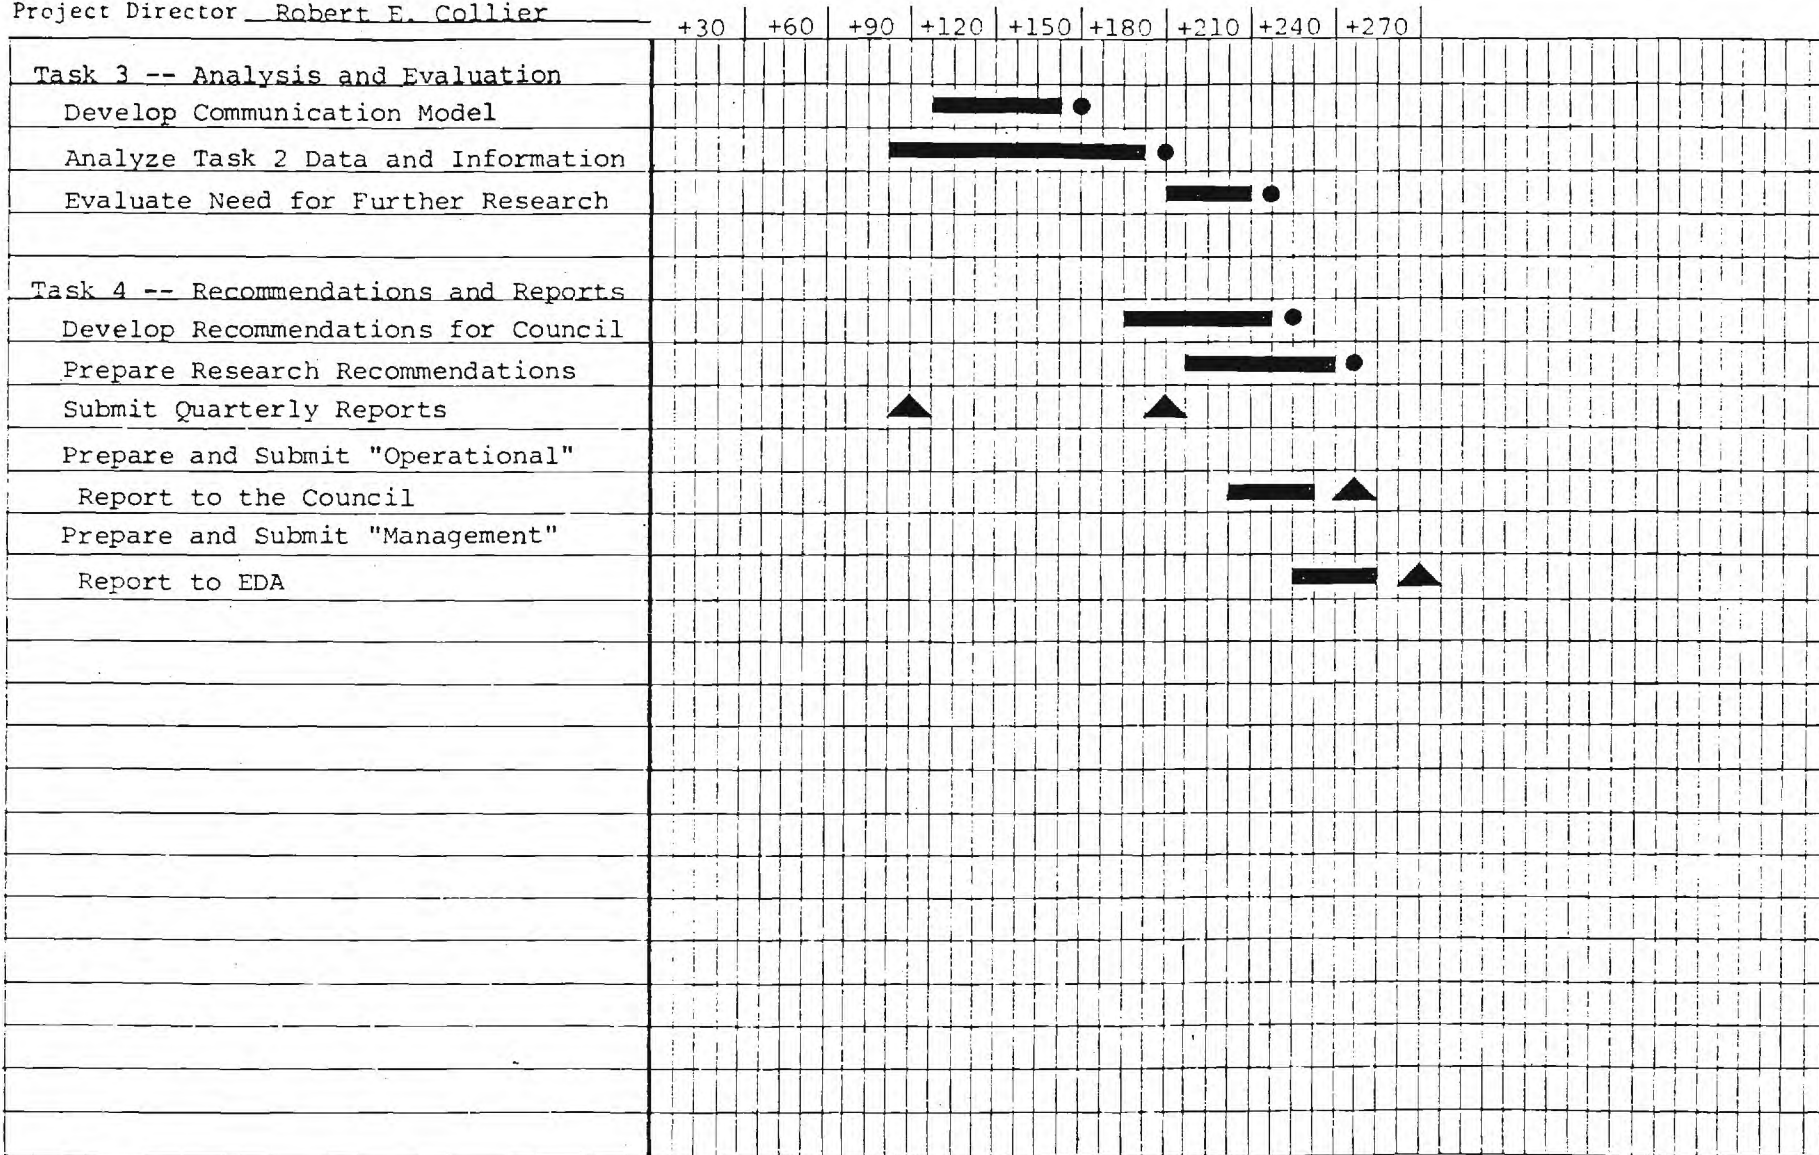 Project Director Robert E. Collier
+30 +60 +90 +120 +150 +180 +210 +240 +270
Task 3 -- Analysis and Evaluation
Develop Communication Model
Analyze Task 2 Data and Information
Evaluate Need for Further Research
Task 4 -- Recommendations and Reports
Develop Recommendations for Council
Prepare Research Recommendations
Submit Quarterly Reports
Prepare and Submit "Operational"
Report to the Council
Prepare and Submit "Management"
Report to EDA